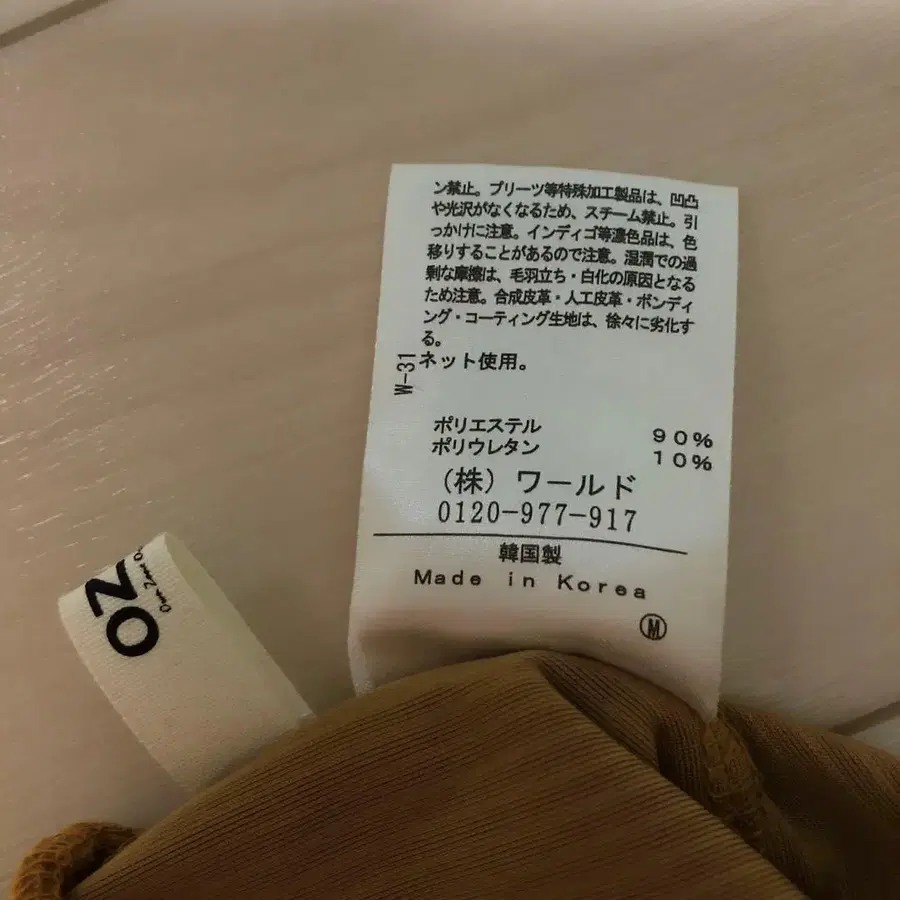 ン禁止。プリーツ等特殊加工製品は、凹凸
や光沢がなくなるため、スチーム禁止。引
っかけに注意。インディゴ等濃色品は、色
移りすることがあるので注意。湿潤での過
剰な摩擦は、毛羽立ち・白化の原因となる
ため注意。合成皮革・人工皮革・ボンディ
ング・コーティング生地は、徐々に劣化す
る。
ネット使用。
W-31
ポリエステル 90%
ポリウレタン 10%
(株)ワールド
0120-977-917
韓国製
Made in Korea
M
OZ